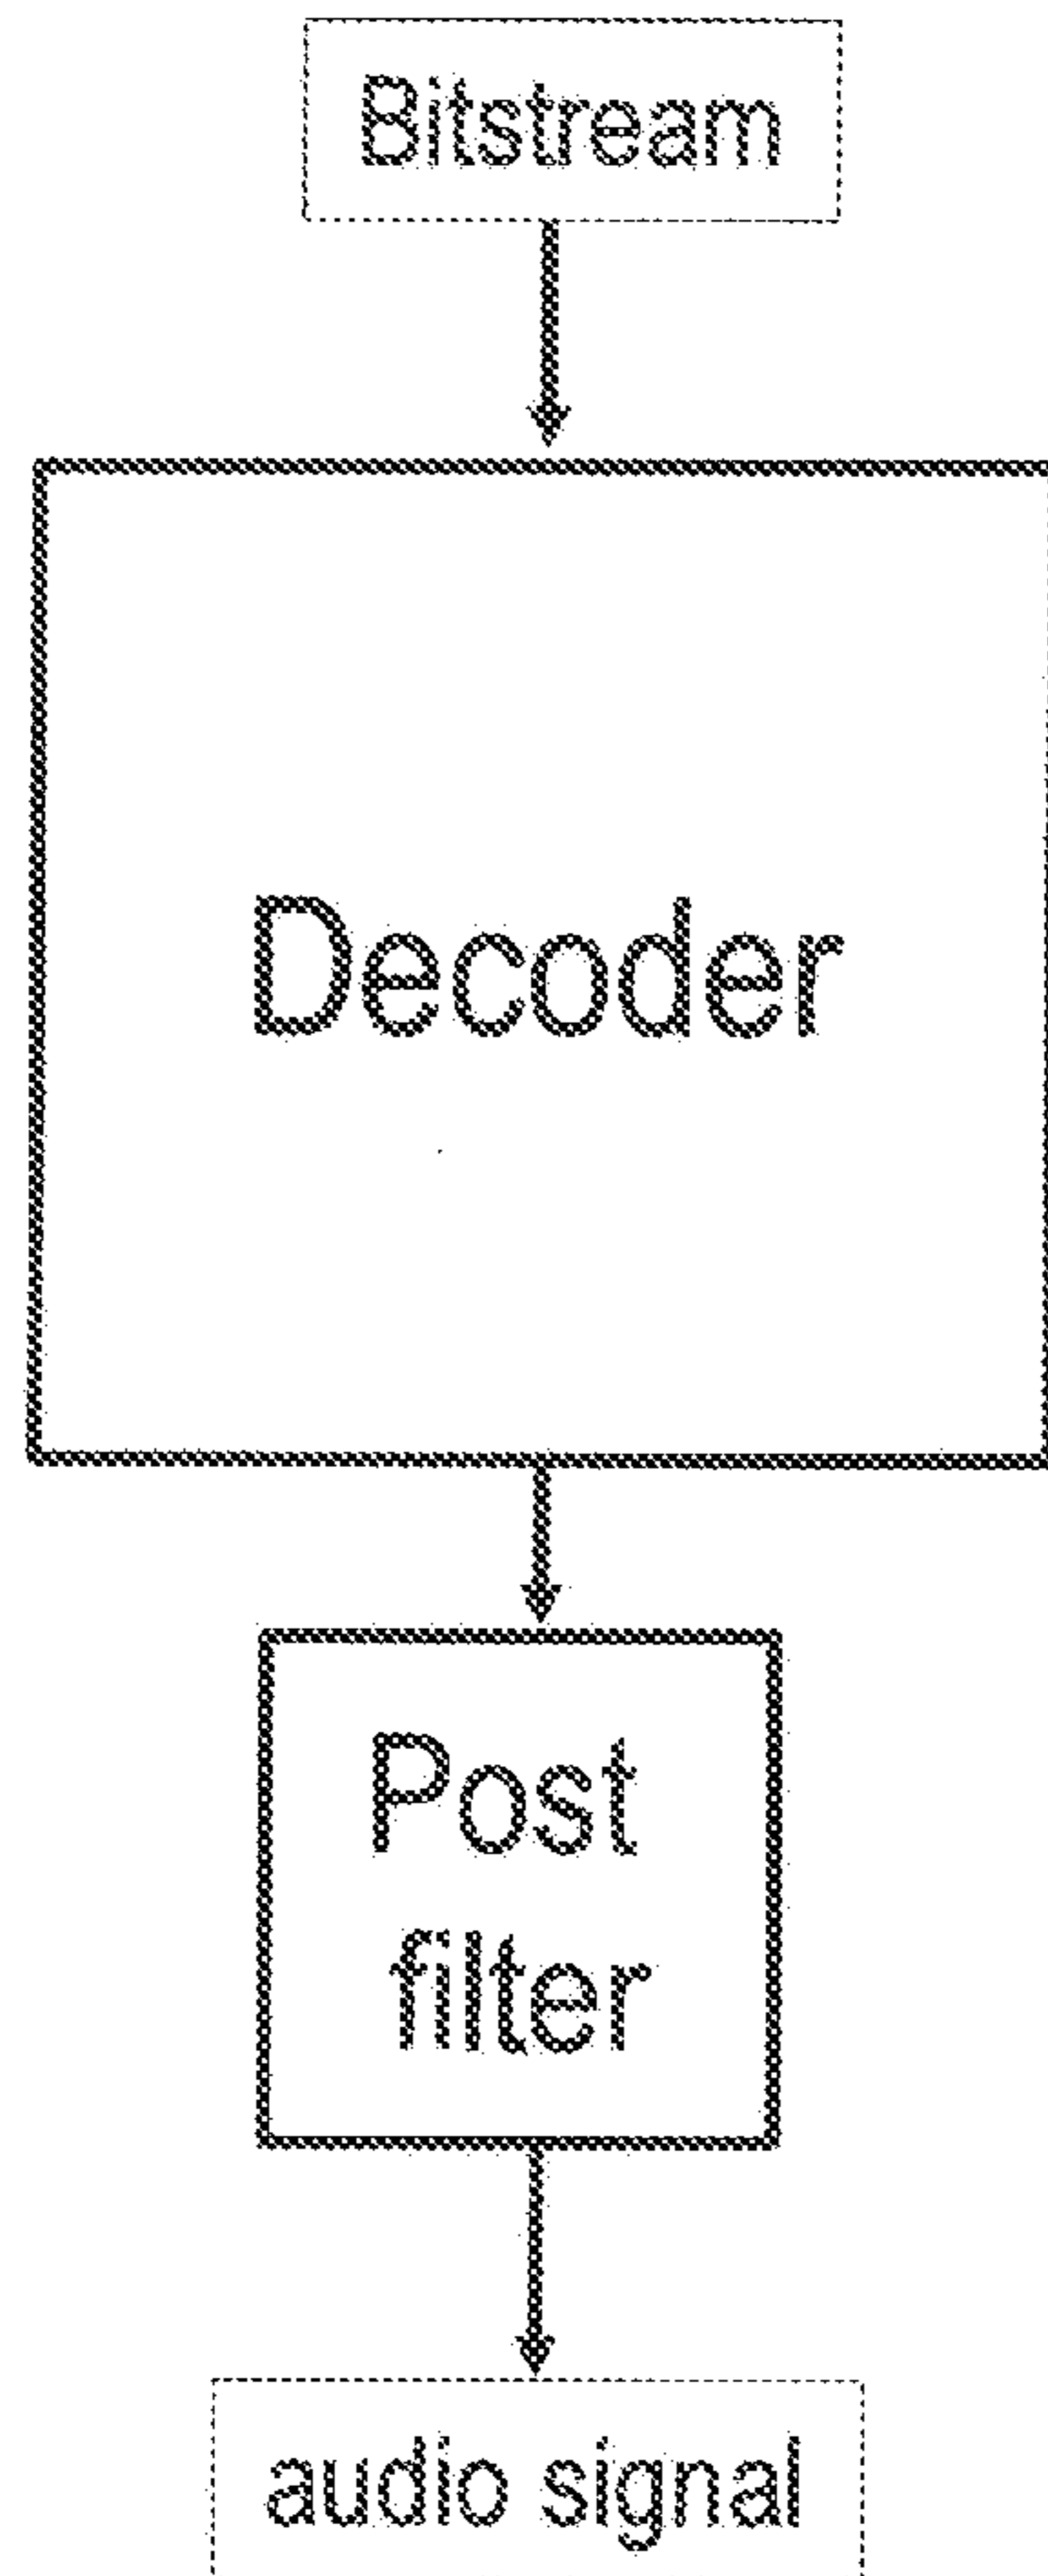 Bitstream
Decoder
Post
filter
audio signal